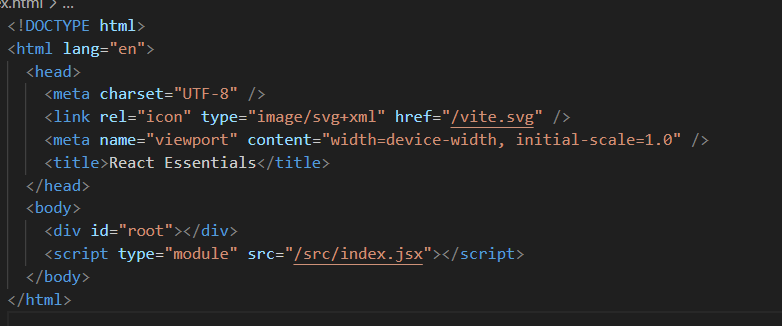 ex.html > ...
<!DOCTYPE html>
<html lang="en">
  <head>
    <meta charset="UTF-8" />
    <link rel="icon" type="image/svg+xml" href="/vite.svg" />
    <meta name="viewport" content="width=device-width, initial-scale=1.0" />
    <title>React Essentials</title>
  </head>
  <body>
    <div id="root"></div>
    <script type="module" src="/src/index.jsx"></script>
  </body>
</html>